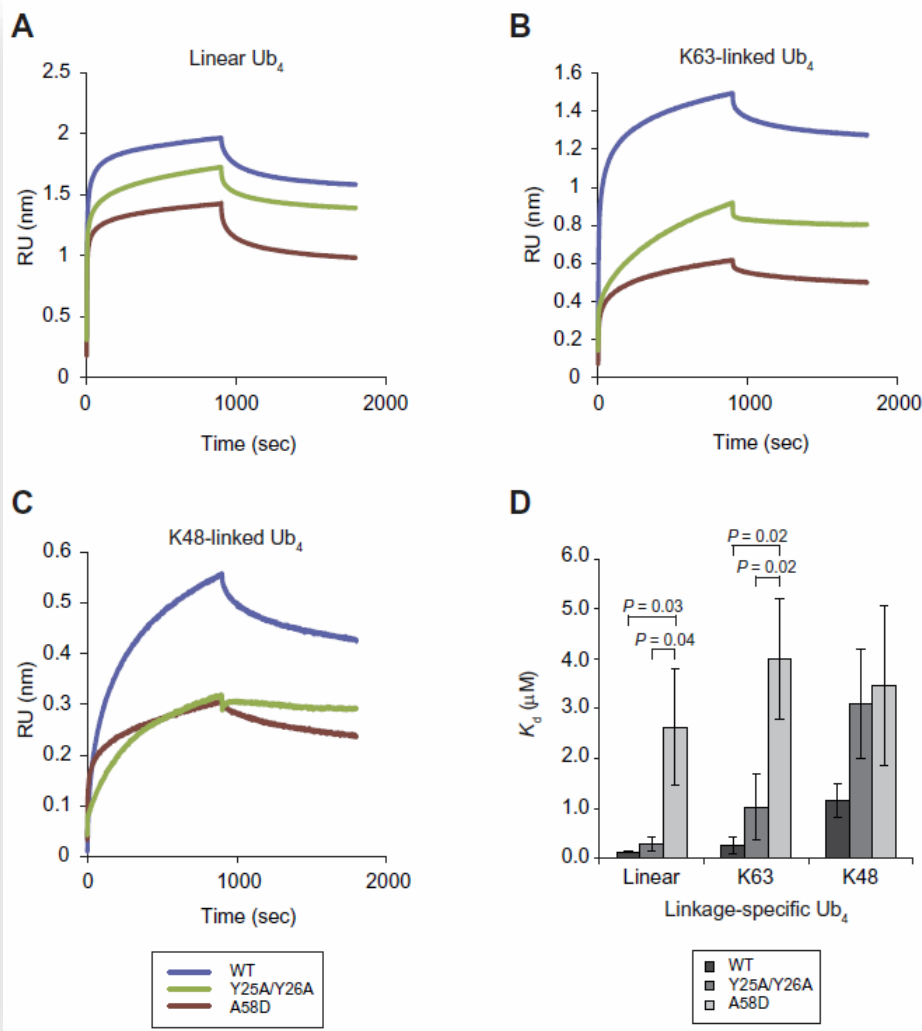 A
Linear Ub4
2.5
2
1.5
1
0.5
0
RU (nm)
0 1000 2000
Time (sec)
B
K63-linked Ub4
1.6
1.4
1.2
1
0.8
0.6
0.4
0.2
0
RU (nm)
0 1000 2000
Time (sec)
C
K48-linked Ub4
0.6
0.5
0.4
0.3
0.2
0.1
0
RU (nm)
0 1000 2000
Time (sec)
WT
Y25A/Y26A
A58D
D
P = 0.02
P = 0.02
P = 0.03
P = 0.04
6.0
5.0
4.0
3.0
2.0
1.0
0.0
Kd (μM)
Linear K63 K48
Linkage-specific Ub4
WT
Y25A/Y26A
A58D